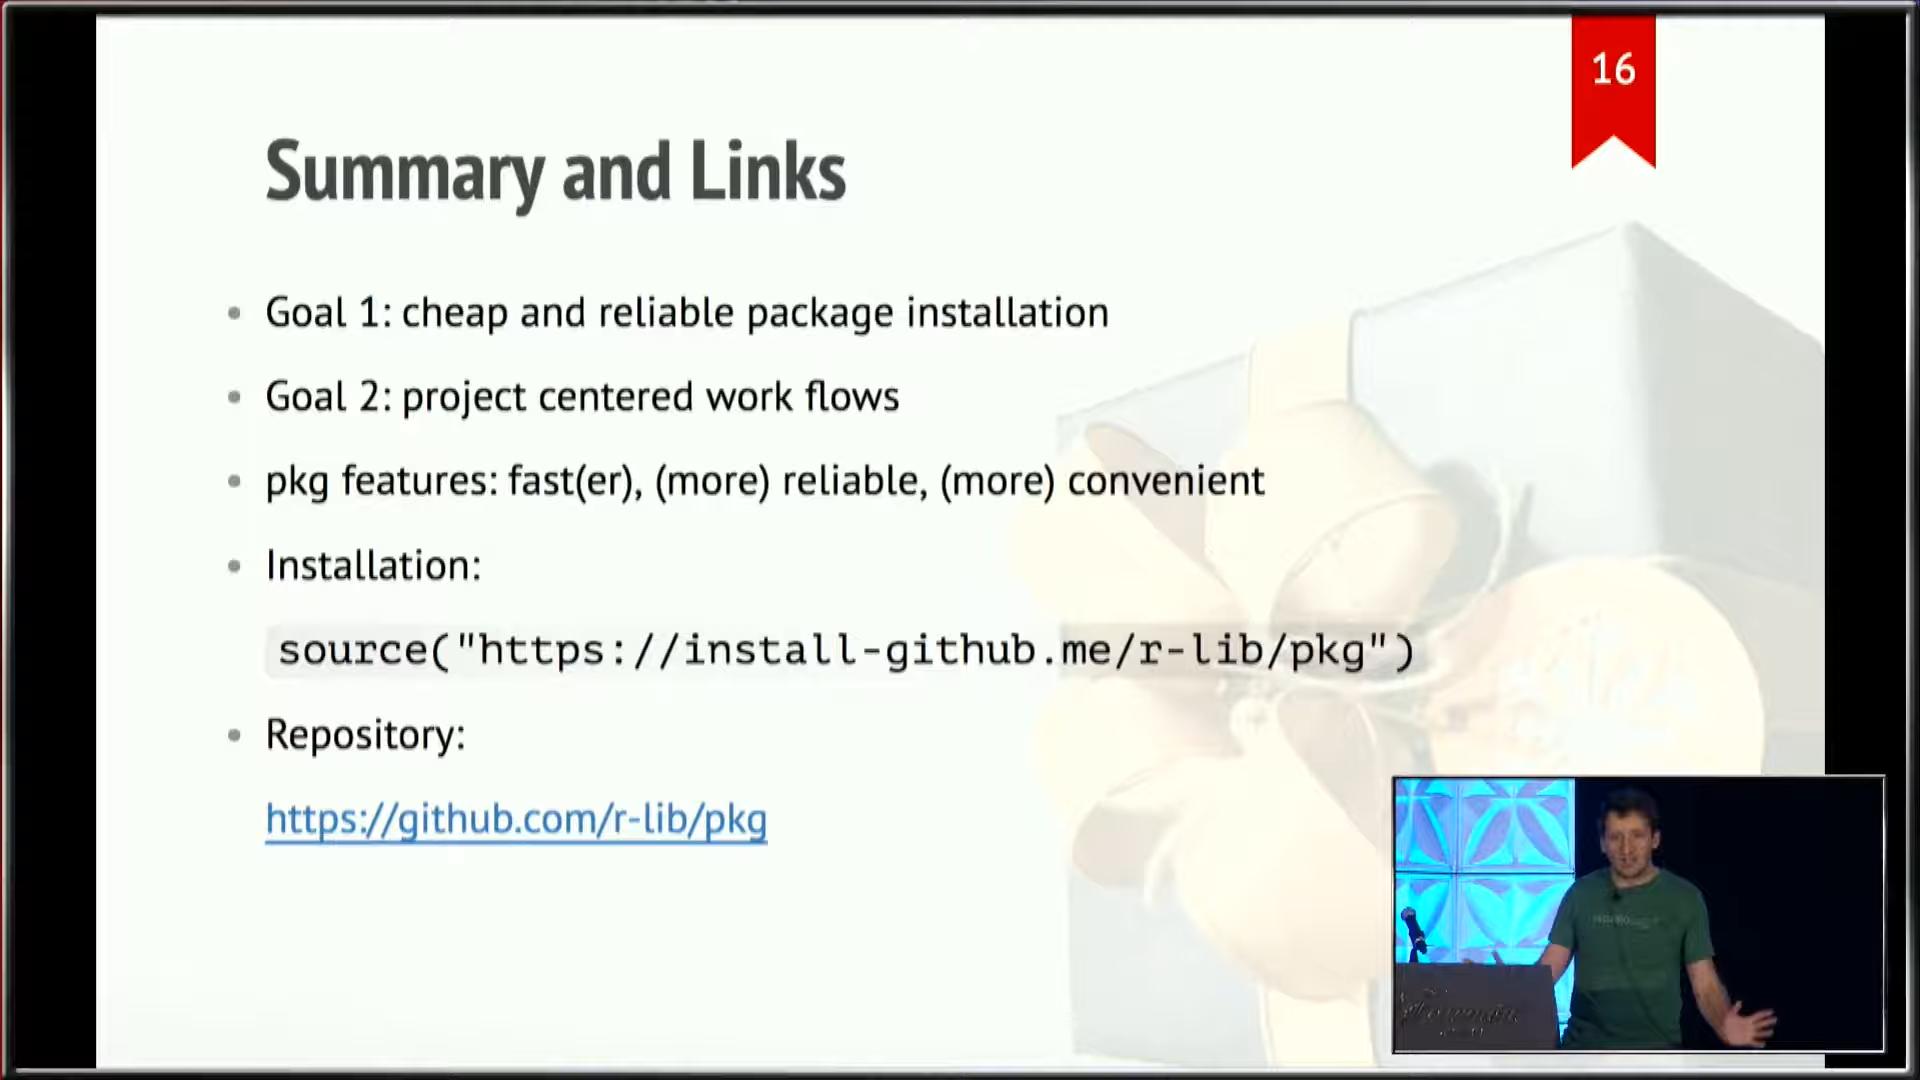 16
Summary and Links
Goal 1: cheap and reliable package installation
Goal 2: project centered work flows
pkg features: fast(er), (more) reliable, (more) convenient
Installation:
source("https://install-github.me/r-lib/pkg")
Repository:
https://github.com/r-lib/pkg